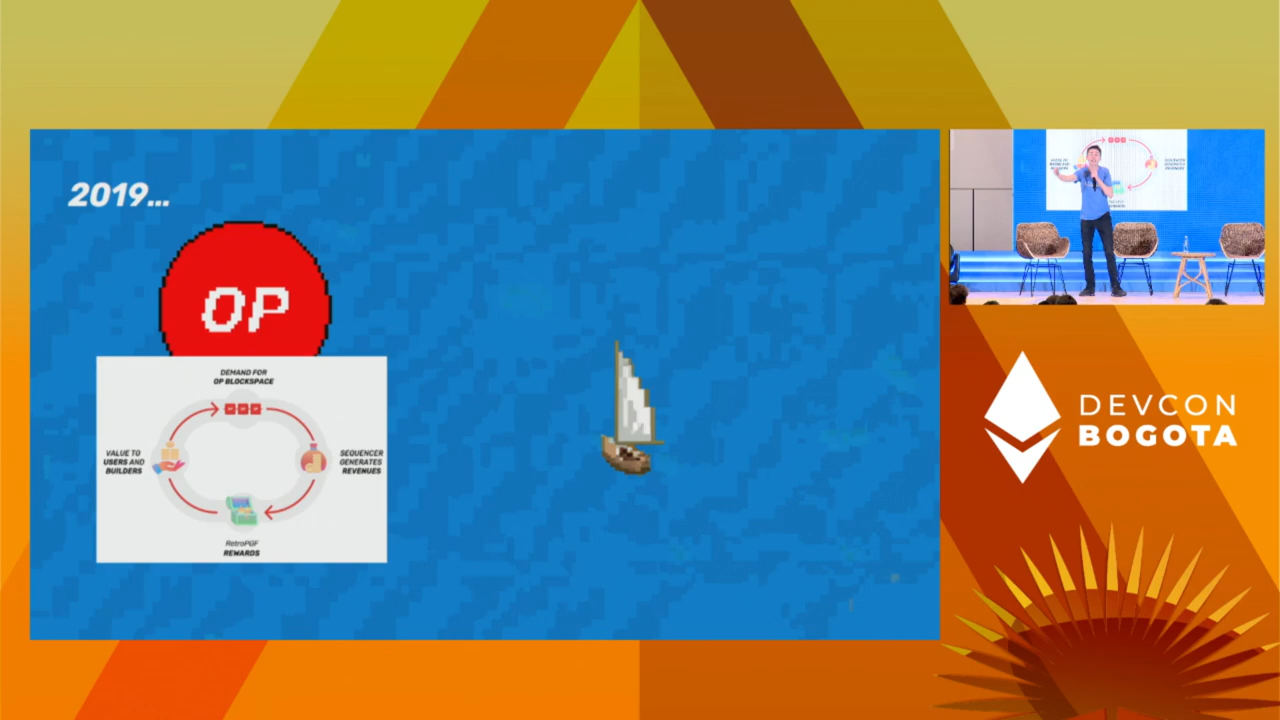 2019...
OP
DEMAND FOR
OP BLOCKSPACE
VALUE TO
USERS AND
BUILDERS
SEQUENCER
GENERATES
REVENUES
RetroPGF
REWARDS
DEVCON
BOGOTA